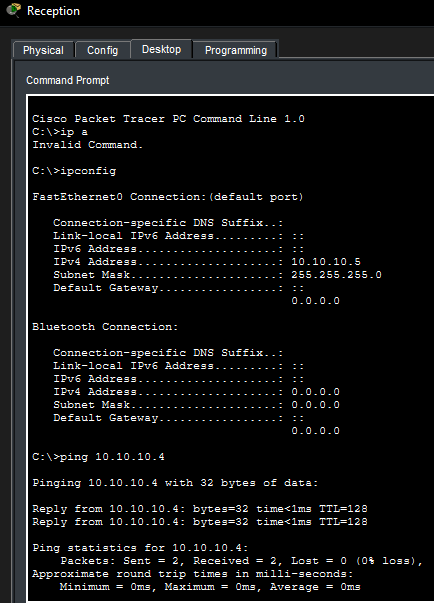 Reception
Physical Config Desktop Programming
Command Prompt
Cisco Packet Tracer PC Command Line 1.0
C:\>ip a
Invalid Command.
C:\>ipconfig
FastEthernet0 Connection:(default port)
Connection-specific DNS Suffix..:
Link-local IPv6 Address.........: ::
IPv6 Address....................: ::
IPv4 Address....................: 10.10.10.5
Subnet Mask.....................: 255.255.255.0
Default Gateway.................: ::
0.0.0.0
Bluetooth Connection:
Connection-specific DNS Suffix..:
Link-local IPv6 Address.........: ::
IPv6 Address....................: ::
IPv4 Address....................: 0.0.0.0
Subnet Mask.....................: 0.0.0.0
Default Gateway.................: ::
0.0.0.0
C:\>ping 10.10.10.4
Pinging 10.10.10.4 with 32 bytes of data:
Reply from 10.10.10.4: bytes=32 time<1ms TTL=128
Reply from 10.10.10.4: bytes=32 time<1ms TTL=128
Ping statistics for 10.10.10.4:
Packets: Sent = 2, Received = 2, Lost = 0 (0% loss),
Approximate round trip times in milli-seconds:
Minimum = 0ms, Maximum = 0ms, Average = 0ms